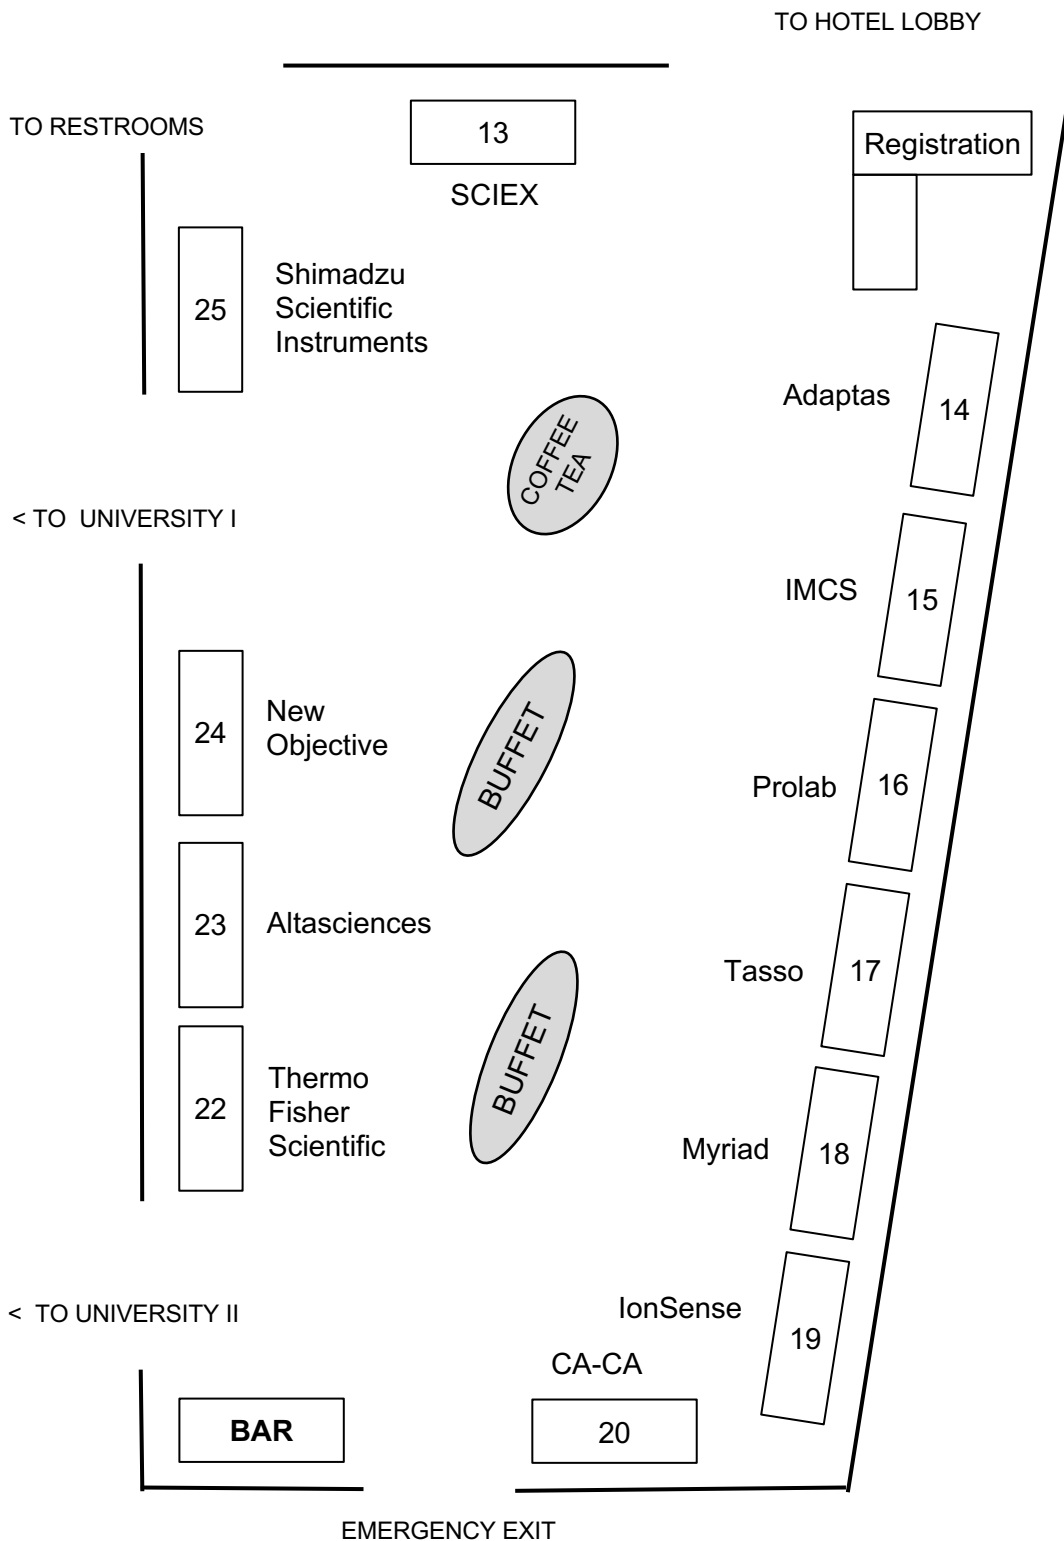 TO HOTEL LOBBY
TO RESTROOMS
13
SCIEX
Registration
25
Shimadzu
Scientific
Instruments
Adaptas
14
COFFEE
TEA
< TO  UNIVERSITY I
IMCS
15
24
New
Objective
BUFFET
Prolab
16
23
Altasciences
Tasso
17
BUFFET
22
Thermo
Fisher
Scientific
Myriad
18
<  TO UNIVERSITY II
IonSense
19
CA-CA
BAR
20
EMERGENCY EXIT